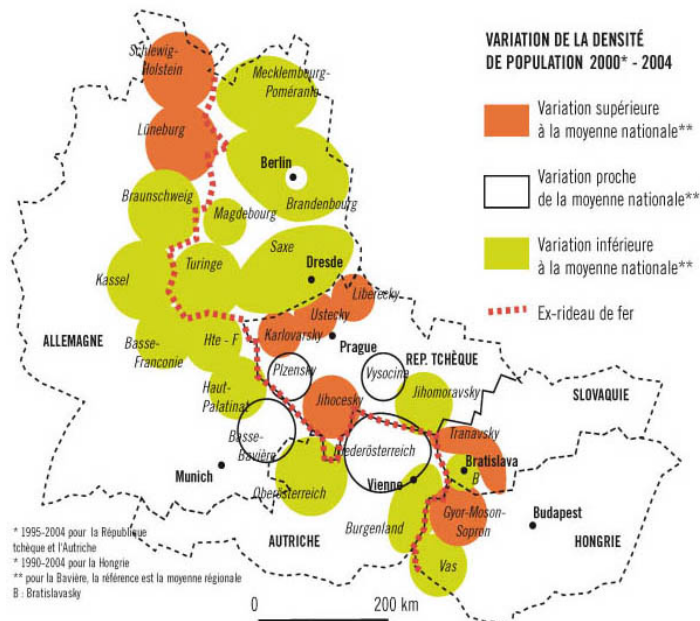 VARIATION DE LA DENSITÉ
DE POPULATION 2000* - 2004
Variation supérieure
à la moyenne nationale**
Variation proche
de la moyenne nationale**
Variation inférieure
à la moyenne nationale**
Ex-rideau de fer
Schlewig-
Holstein
Mecklembourg-
Poméranie
Lüneburg
Berlin
Brandenbourg
Braunschweig
Magdebourg
Saxe
Dresde
Kassel
Turinge
Liberecky
Ustecky
Karlovarsky
Prague
ALLEMAGNE
Basse-
Franconie
Hte - F
Plzensky
Vysocina
RÉP. TCHÈQUE
Haut-
Palatinat
Jihocesky
Jihomoravsky
SLOVAQUIE
Basse-
Bavière
Niederösterreich
Tranavsky
Bratislava
B
Munich
Oberösterreich
Vienne
Burgenland
Gyor-Moson-
Sopron
Budapest
AUTRICHE
HONGRIE
Vas
* 1995-2004 pour la République
tchèque et l'Autriche
* 1990-2004 pour la Hongrie
** pour la Bavière, la référence est la moyenne régionale
B : Bratislavasky
0 200 km